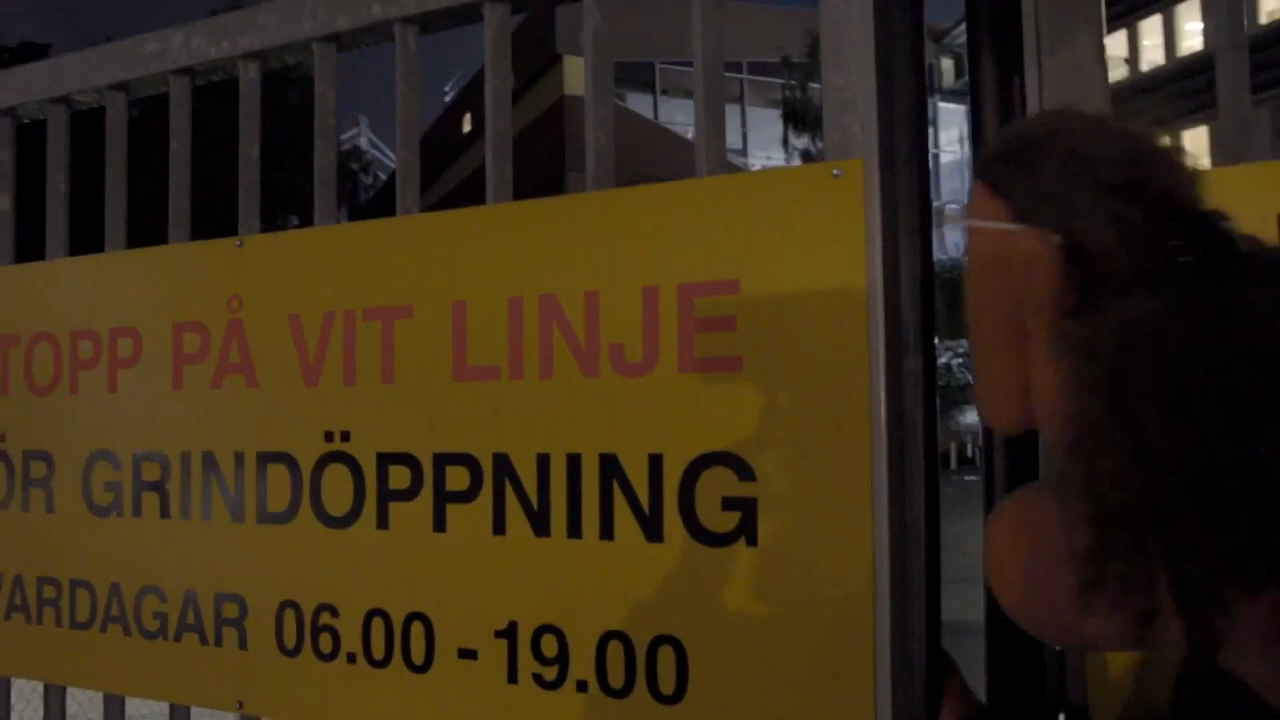 TOPP PÅ VIT LINJE
ÖR GRINDÖPPNING
VARDAGAR 06.00 - 19.00